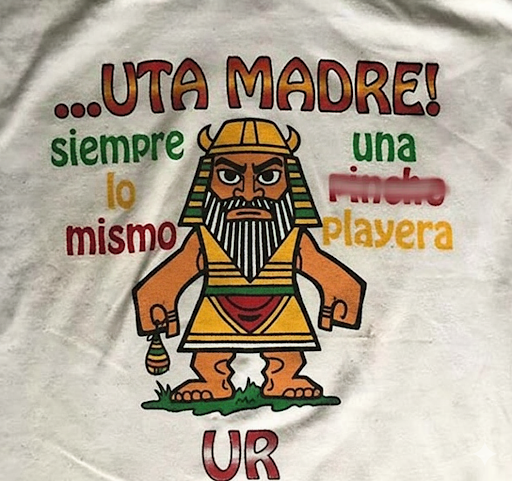 ...UTA MADRE!
siempre
lo
mismo
una
playera
UR